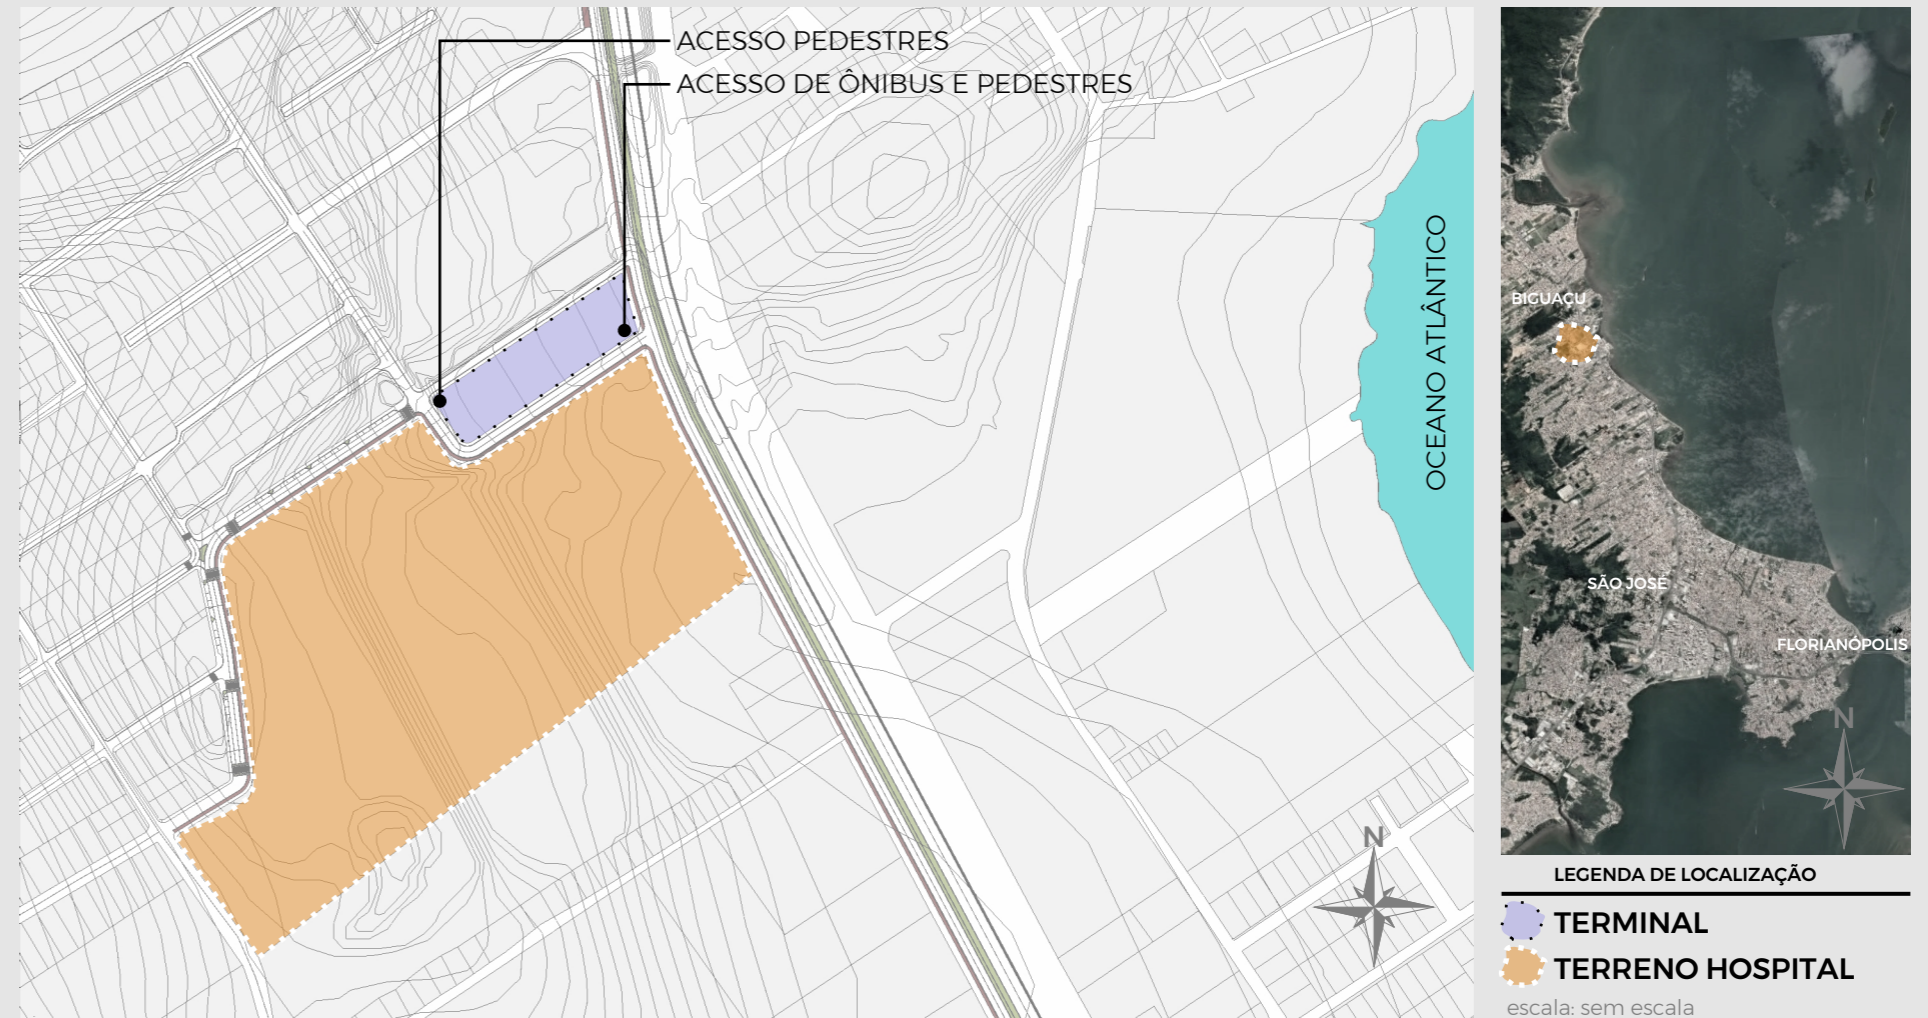 ACESSO PEDESTRES
ACESSO DE ÔNIBUS E PEDESTRES
OCEANO ATLÂNTICO
N
BIGUAÇU
SÃO JOSÉ
FLORIANÓPOLIS
N
LEGENDA DE LOCALIZAÇÃO
TERMINAL
TERRENO HOSPITAL
escala: sem escala